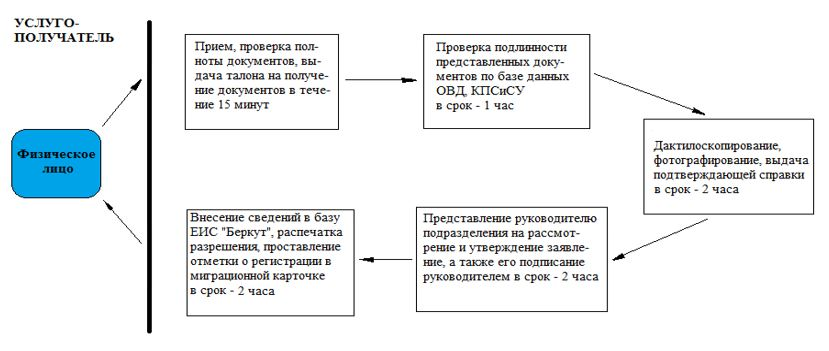 УСЛУГО-
ПОЛУЧАТЕЛЬ
Физическое
лицо
Прием, проверка пол-
ноты документов, вы-
дача талона на получе-
ние документов в тече-
ние 15 минут
Проверка подлинности
представленных доку-
ментов по базе данных
ОВД, КПСиСУ
в срок - 1 час
Дактилоскопирование,
фотографирование, выдача
подтверждающей справки
в срок - 2 часа
Представление руководителю
подразделения на рассмот-
рение и утверждение заявле-
ние, а также его подписание
руководителем в срок - 2 часа
Внесение сведений в базу
ЕИС "Беркут", распечатка
разрешения, проставление
отметки о регистрации в
миграционной карточке
в срок - 2 часа